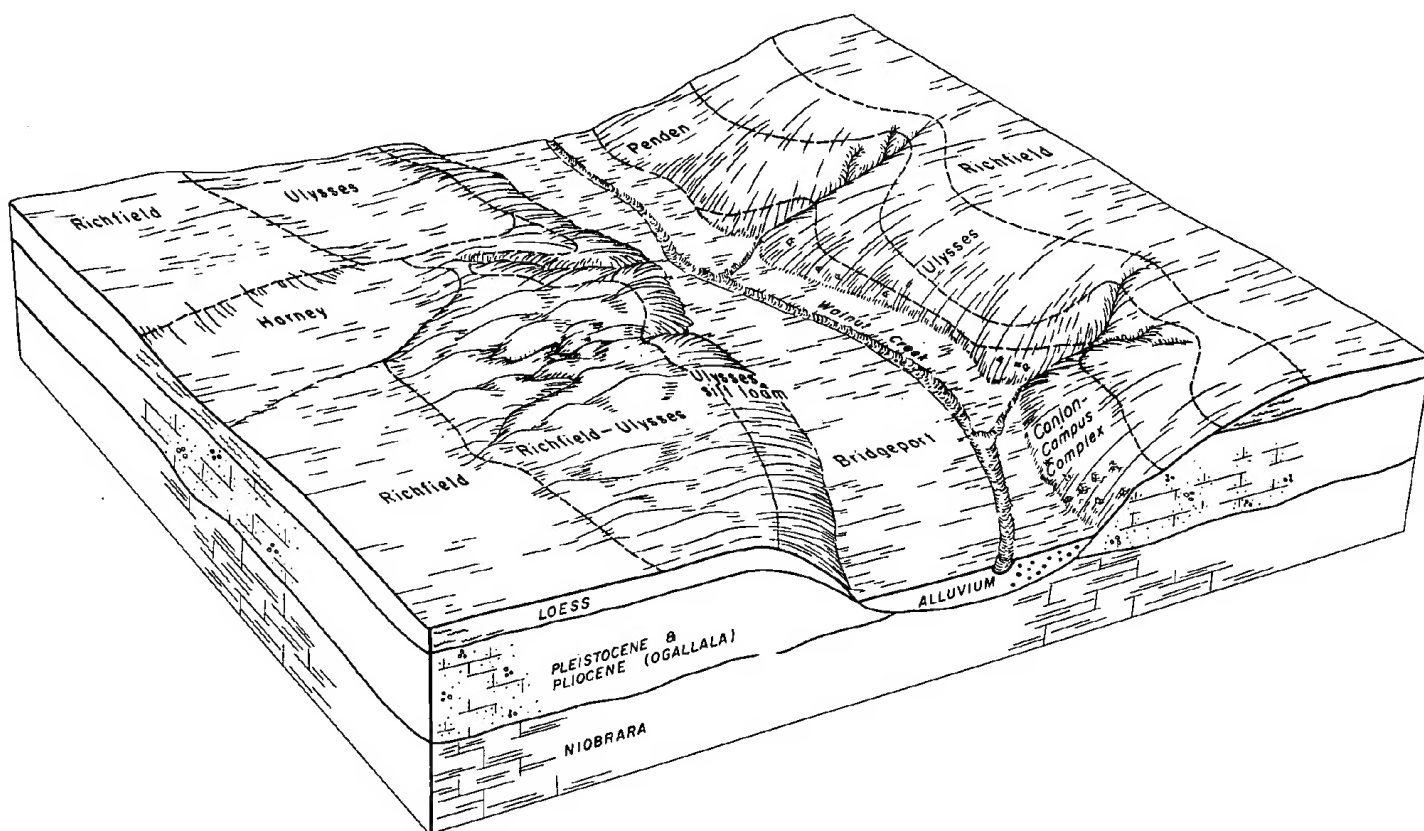 Penden
Richfield
Ulysses
Richfield
Ulysses
Harney
Walnut
Creek
Ulysses
silt loam
Richfield-Ulysses
Bridgeport
Canlon-
Campus
Complex
Richfield
LOESS
ALLUVIUM
PLEISTOCENE &
PLIOCENE (OGALLALA)
NIOBRARA